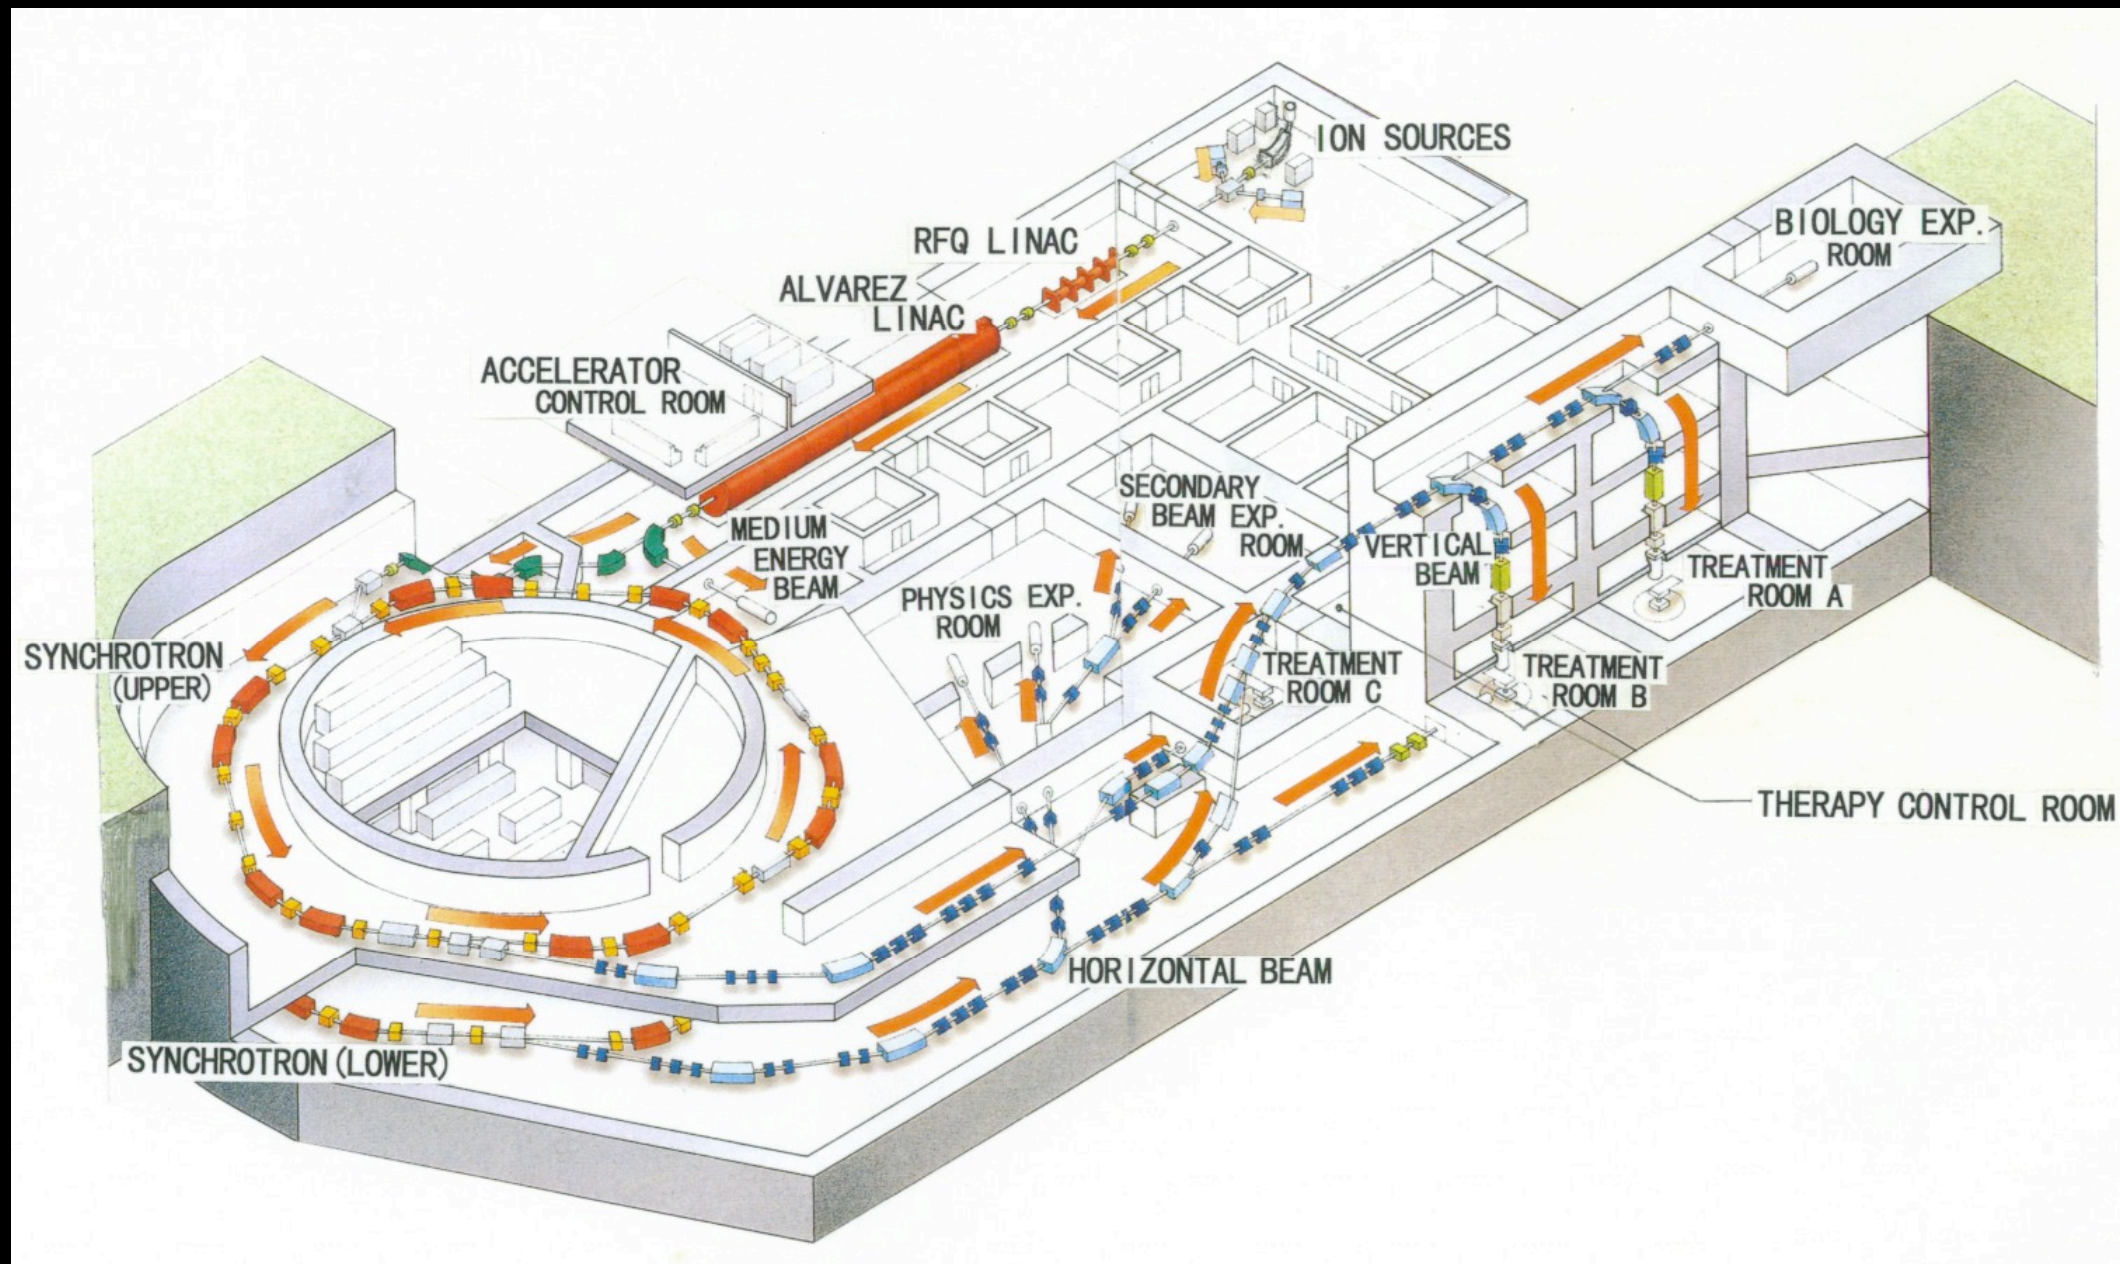 ION SOURCES
BIOLOGY EXP.
ROOM
RFQ LINAC
ALVAREZ
LINAC
ACCELERATOR
CONTROL ROOM
SECONDARY
BEAM EXP.
ROOM
MEDIUM
ENERGY
BEAM
VERTICAL
BEAM
TREATMENT
ROOM A
PHYSICS EXP.
ROOM
SYNCHROTRON
(UPPER)
TREATMENT
ROOM C
TREATMENT
ROOM B
THERAPY CONTROL ROOM
HORIZONTAL BEAM
SYNCHROTRON (LOWER)